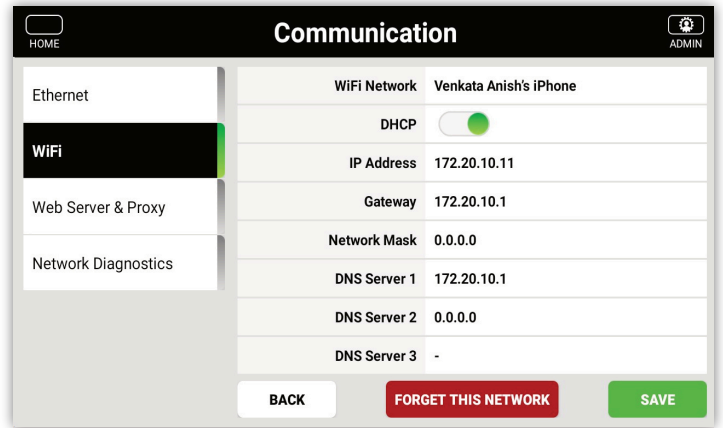 Communication
HOME
ADMIN
Ethernet
WiFi
Web Server & Proxy
Network Diagnostics
WiFi Network Venkata Anish's iPhone
DHCP
IP Address 172.20.10.11
Gateway 172.20.10.1
Network Mask 0.0.0.0
DNS Server 1 172.20.10.1
DNS Server 2 0.0.0.0
DNS Server 3 -
BACK FORGET THIS NETWORK SAVE